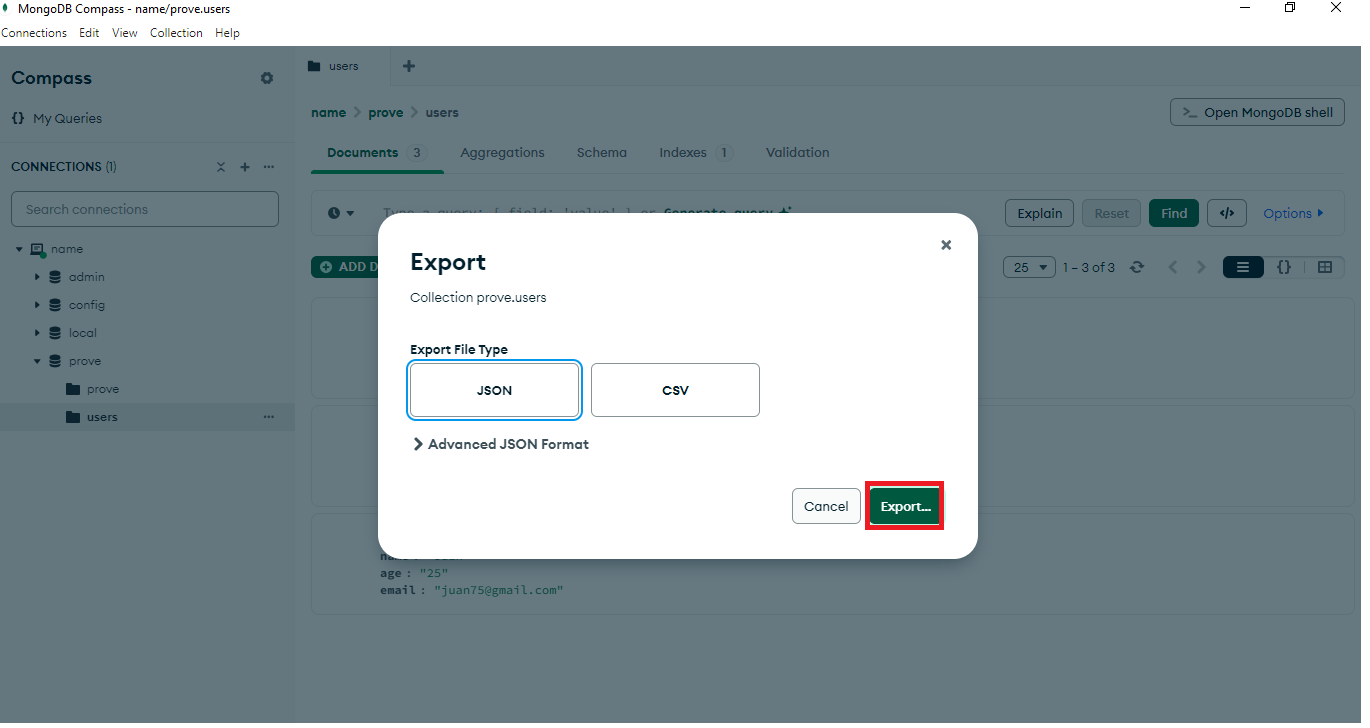 MongoDB Compass - name/prove.users
Connections Edit View Collection Help
Compass
My Queries
CONNECTIONS (1)
Search connections
name
admin
config
local
prove
prove
users
users
name > prove > users
>_ Open MongoDB shell
Documents 3 Aggregations Schema Indexes 1 Validation
Type a query: { field: 'value' } or Generate query
Explain Reset Find </> Options
ADD D
25 1 – 3 of 3 {}
Export
Collection prove.users
Export File Type
JSON CSV
Advanced JSON Format
Cancel Export...
age : "25"
email : "juan75@gmail.com"